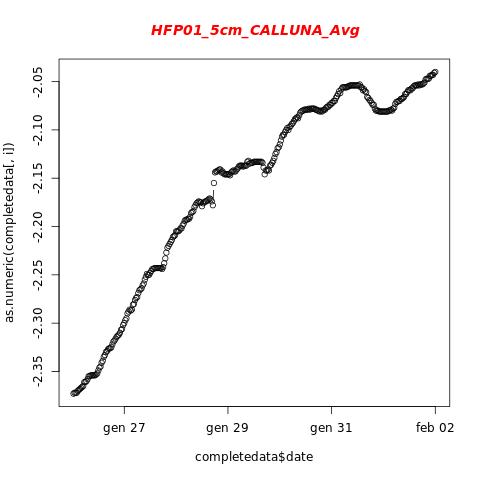 HFP01_5cm_CALLUNA_Avg
as.numeric(completedata[, i])
-2.05
-2.10
-2.15
-2.20
-2.25
-2.30
-2.35
gen 27
gen 29
gen 31
feb 02
completedata$date